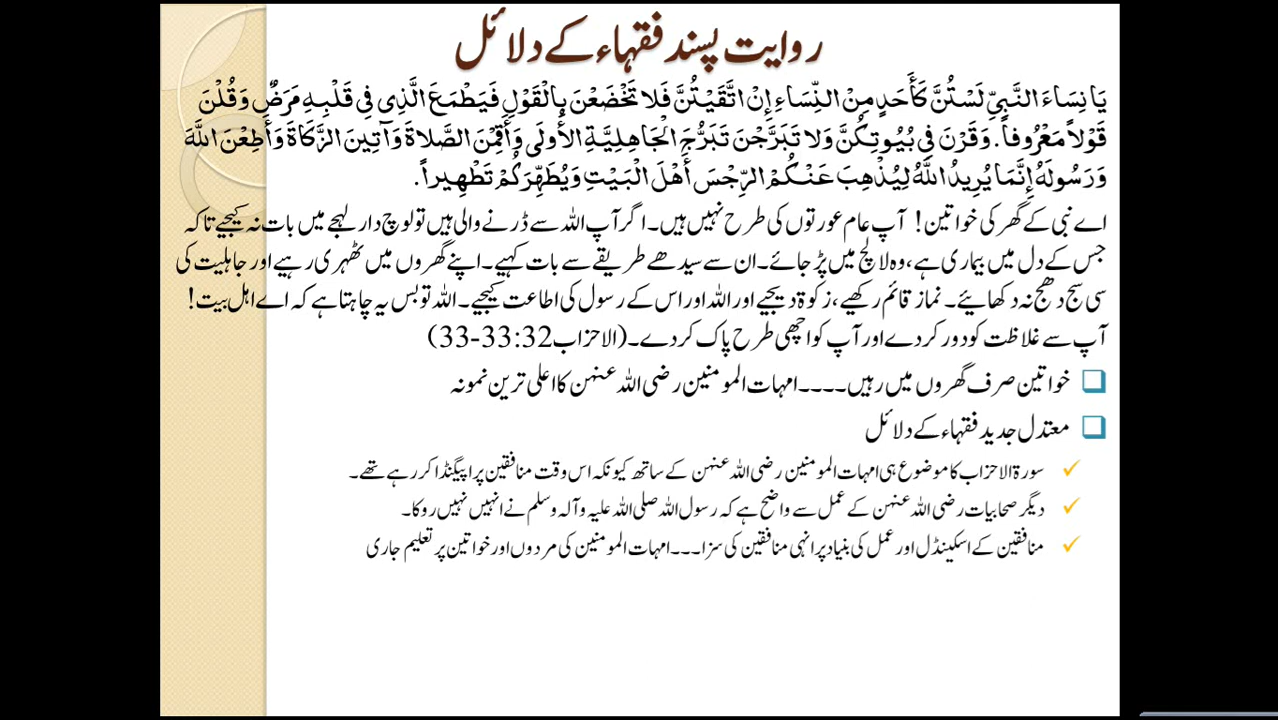 روایت پسند فقہاء کے دلائل
يَا نِسَاءَ النَّبِيِّ لَسْتُنَّ كَأَحَدٍ مِنْ النِّسَاءِ إِنْ اتَّقَيْتُنَّ فَلا تَخْضَعْنَ بِالْقَوْلِ فَيَطْمَعَ الَّذِي فِي قَلْبِهِ مَرَضٌ وَقُلْنَ
قَوْلاً مَعْرُوفاً. وَقَرْنَ فِي بُيُوتِكُنَّ وَلا تَبَرَّجْنَ تَبَرُّجَ الْجَاهِلِيَّةِ الأُولَى وَأَقِمْنَ الصَّلاةَ وَآتِينَ الزَّكَاةَ وَأَطِعْنَ اللَّهَ
وَرَسُولَهُ إِنَّمَا يُرِيدُ اللَّهُ لِيُذْهِبَ عَنْكُمْ الرِّجْسَ أَهْلَ الْبَيْتِ وَيُطَهِّرَكُمْ تَطْهِيراً.
اے نبی کے گھر کی خواتین! آپ عام عورتوں کی طرح نہیں ہیں۔ اگر آپ اللہ سے ڈرنے والی ہیں تو لوچ دار لہجے میں بات نہ کیجیے تاکہ
جس کے دل میں بیماری ہے، وہ لالچ میں پڑ جائے۔ ان سے سیدھے طریقے سے بات کہیے۔ اپنے گھروں میں ٹھہری رہیے اور جاہلیت کی
سی سج دھج نہ دکھائیے۔ نماز قائم رکھیے، زکوۃ دیجیے اور اللہ اور اس کے رسول کی اطاعت کیجیے۔ اللہ تو بس یہ چاہتا ہے کہ اے اہل بیت!
آپ سے غلاظت کو دور کر دے اور آپ کو اچھی طرح پاک کر دے۔ (الاحزاب 33:32-33)
❑ خواتین صرف گھروں میں رہیں۔۔۔۔ امہات المومنین رضی اللہ عنہن کا اعلی ترین نمونہ
❑ معتدل جدید فقہاء کے دلائل
✓ سورۃ الاحزاب کا موضوع ہی امہات المومنین رضی اللہ عنہن کے ساتھ کیونکہ اس وقت منافقین پراپیگنڈا کر رہے تھے۔
✓ دیگر صحابیات رضی اللہ عنہن کے عمل سے واضح ہے کہ رسول اللہ صلی اللہ علیہ وآلہ وسلم نے انہیں نہیں روکا۔
✓ منافقین کے اسکینڈل اور عمل کی بنیاد پر انہی منافقین کی سزا۔۔۔ امہات المومنین کی مردوں اور خواتین پر تعلیم جاری